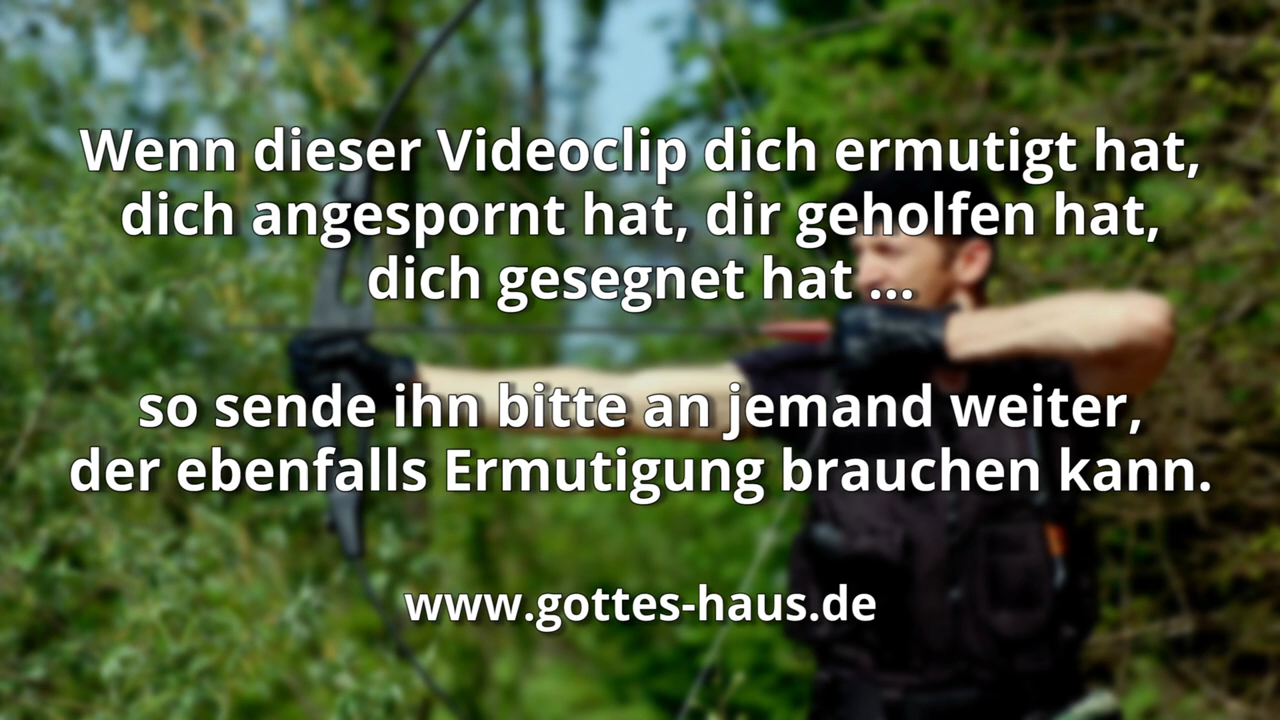 Wenn dieser Videoclip dich ermutigt hat,
dich angespornt hat, dir geholfen hat,
dich gesegnet hat ...
so sende ihn bitte an jemand weiter,
der ebenfalls Ermutigung brauchen kann.
www.gottes-haus.de